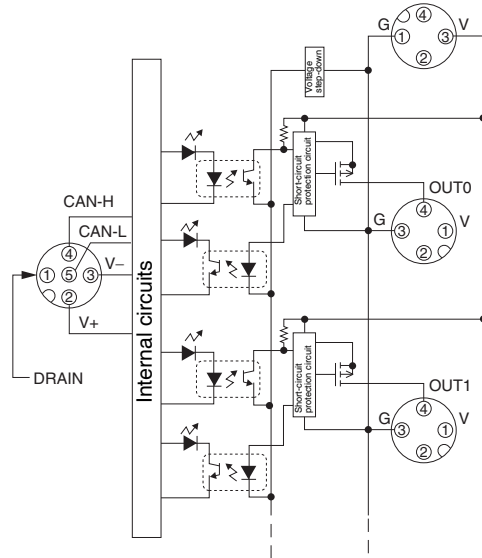 G
V
4
1
3
2
Voltage
step-down
Short-circuit
protection circuit
OUT0
4
G
V
3
1
2
CAN-H
CAN-L
4
1
5
3
V–
2
V+
DRAIN
Internal circuits
Short-circuit
protection circuit
OUT1
4
G
V
3
1
2